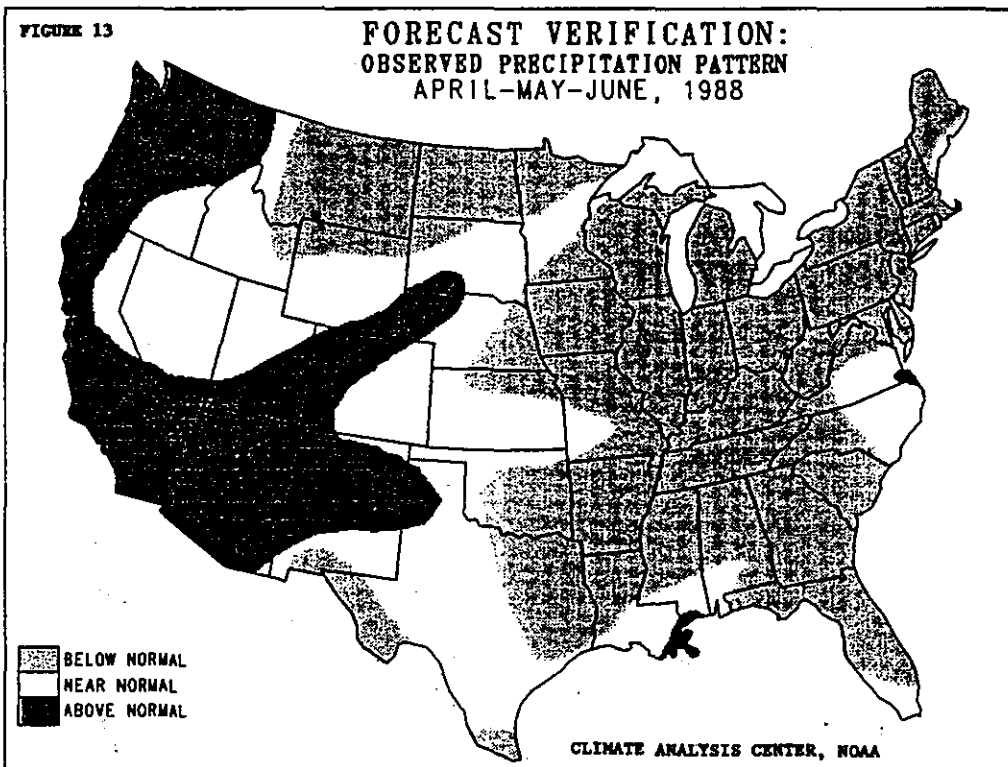 FIGURE 13
FORECAST VERIFICATION:
OBSERVED PRECIPITATION PATTERN
APRIL-MAY-JUNE, 1988
BELOW NORMAL
NEAR NORMAL
ABOVE NORMAL
CLIMATE ANALYSIS CENTER, NOAA